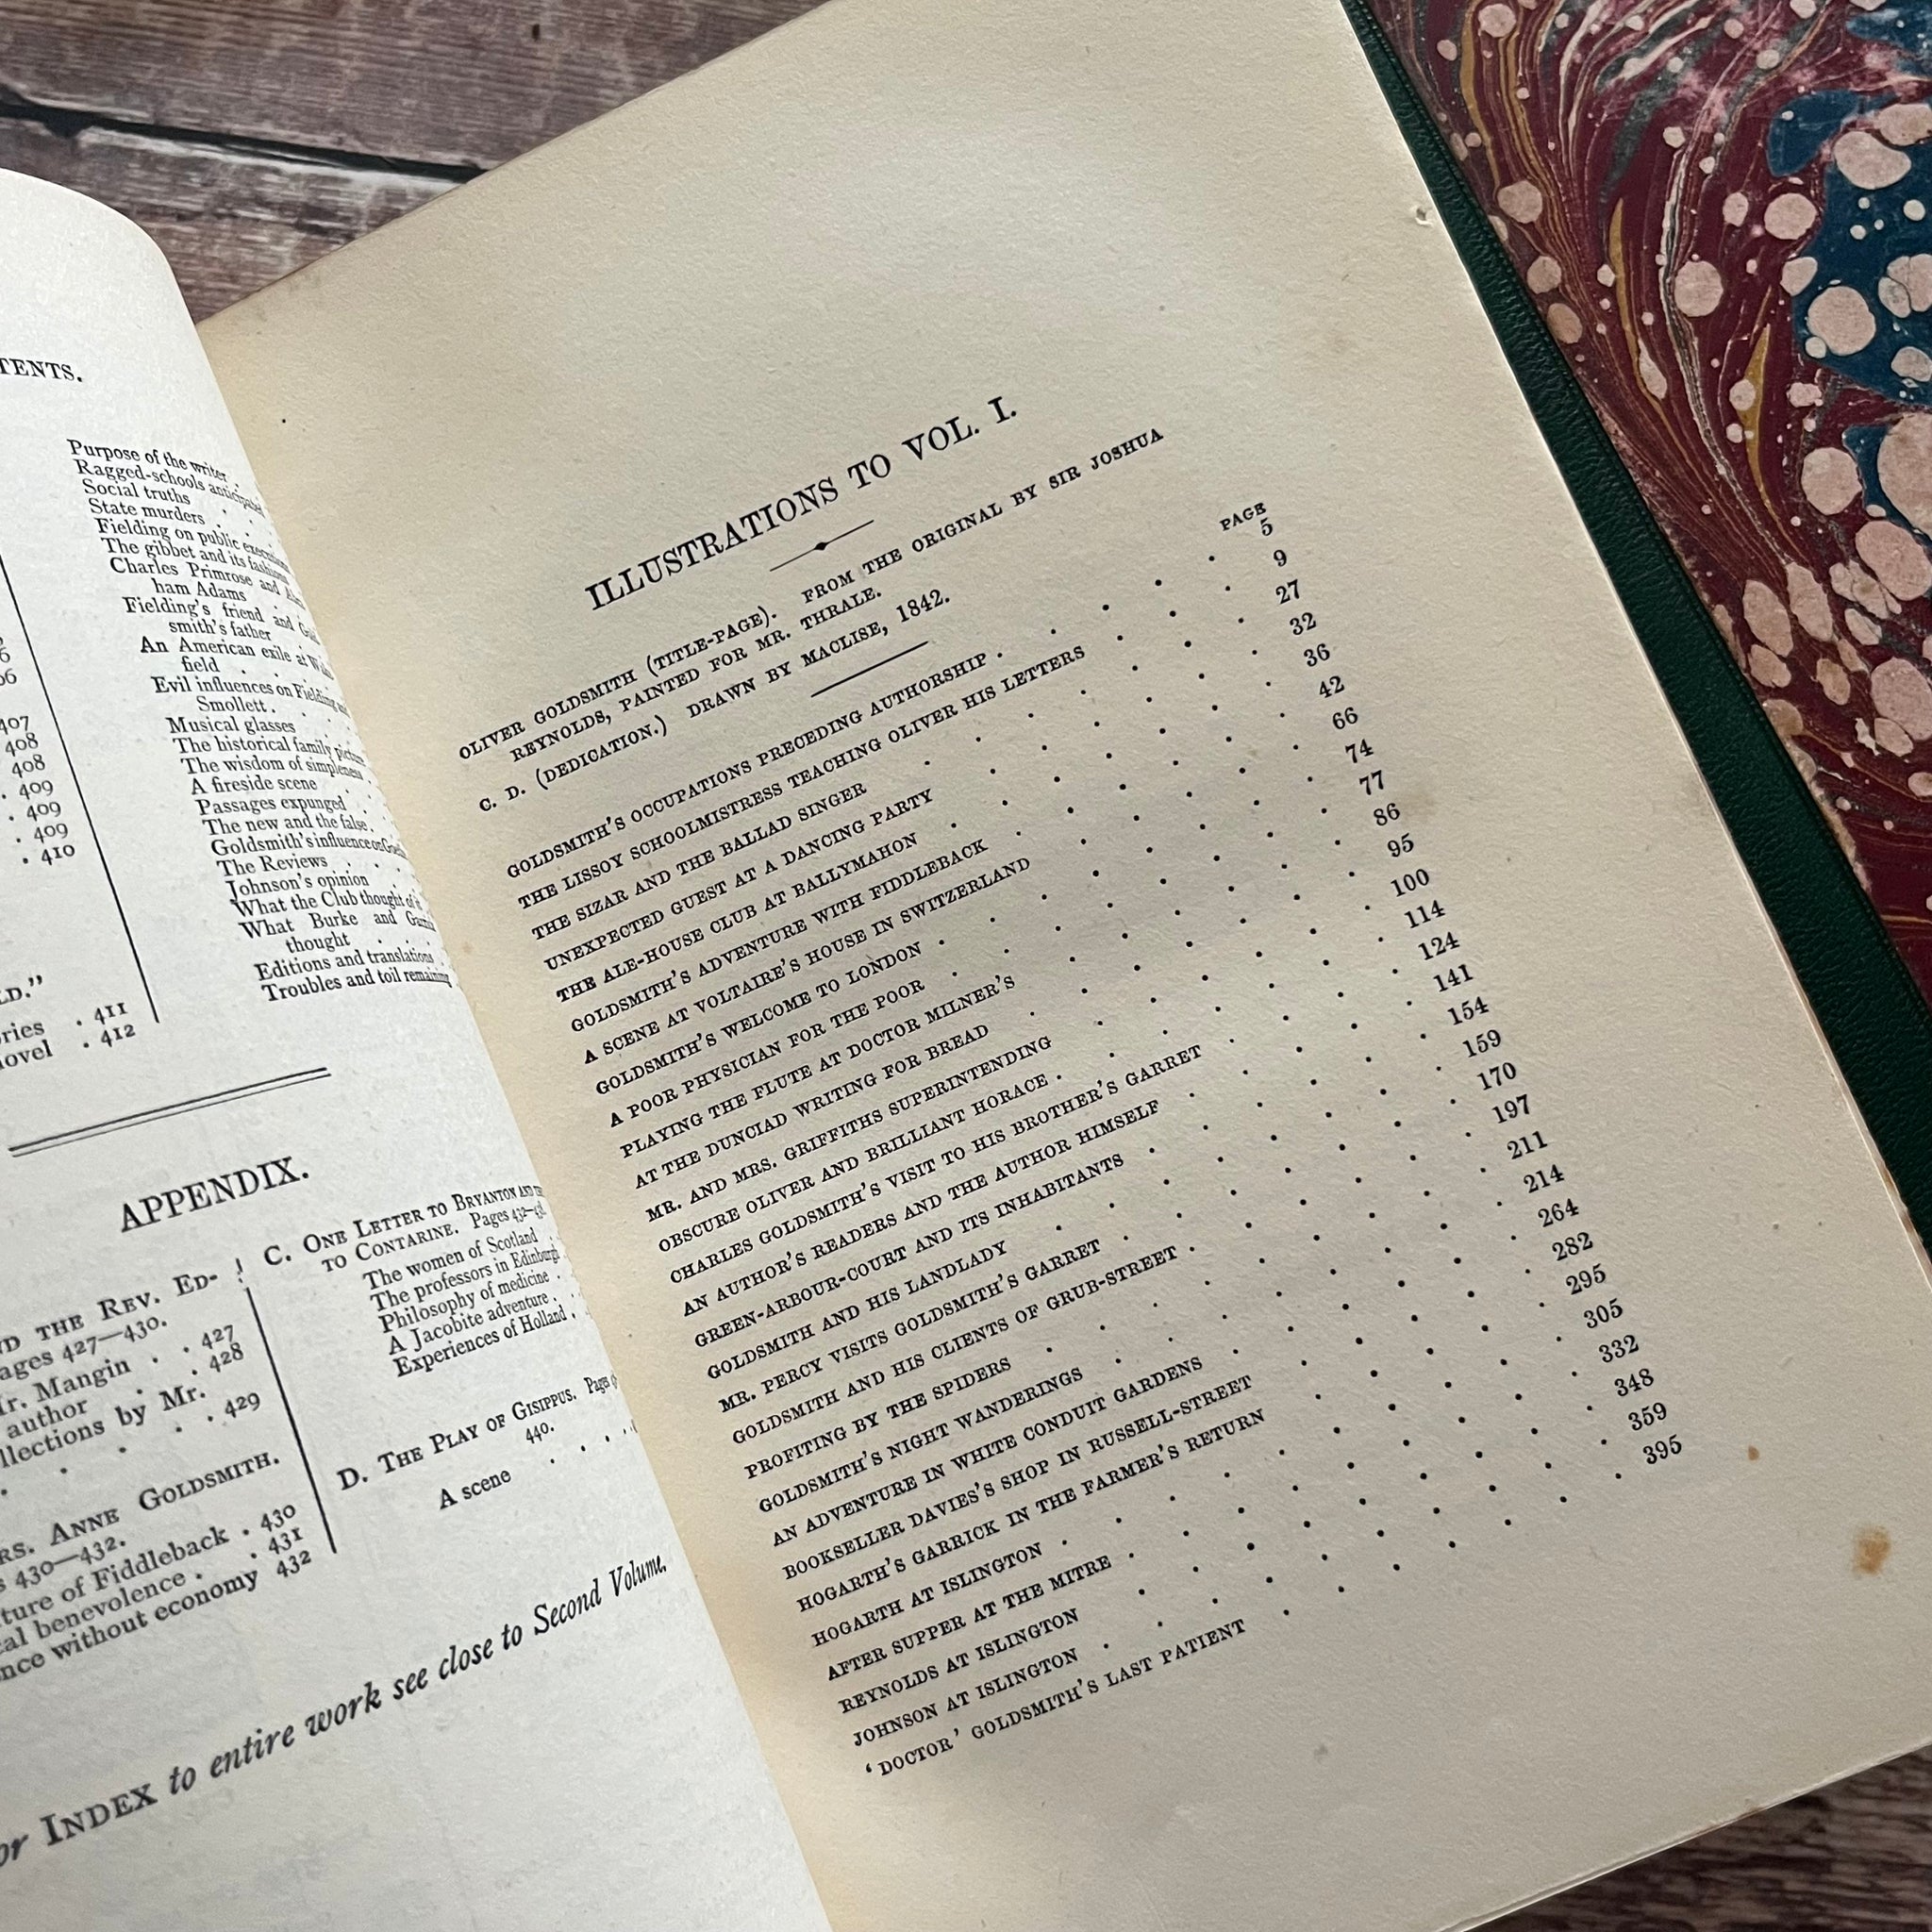 TENTS.
407
408
408
. 409
. 409
. 409
. 410
LD."
. 411
. 412
Purpose of the writer .
Ragged-schools anticipated
Social truths . .
State murders . .
Fielding on public
The gibbet and its fashions
Charles Primrose and
ham Adams
Fielding's friend and
smith's father
An American exile at
field .
Evil influences on Fielding and
Smollett . .
Musical glasses .
The historical family picture
The wisdom of simpleness
A fireside scene .
Passages expunged .
The new and the false .
Goldsmith's influence on
The Reviews . .
Johnson's opinion .
What the Club thought of it
What Burke and
thought . .
Editions and translations .
Troubles and toil remaining
APPENDIX.
THE REV. ED-
427—430.
Mr. Mangin . . 427
author . . 428
by Mr.
. . . 429
ANNE GOLDSMITH.
430—432.
of Fiddleback . 430
benevolence . . 431
without economy 432
C. ONE LETTER TO BRYANTON AND
TO CONTARINE. Pages
The women of Scotland .
The professors in Edinburgh
Philosophy of medicine .
A Jacobite adventure .
Experiences of Holland .
D. THE PLAY OF GISIPPUS. Pages
440.
A scene . . .
INDEX to entire work see close to Second Volume.
ILLUSTRATIONS TO VOL. I.
OLIVER GOLDSMITH (TITLE-PAGE). FROM THE ORIGINAL BY SIR JOSHUA
REYNOLDS, PAINTED FOR MR. THRALE.
C. D. (DEDICATION.) DRAWN BY MACLISE, 1842.
PAGE
GOLDSMITH'S OCCUPATIONS PRECEDING AUTHORSHIP . . . . . 5
THE LISSOY SCHOOLMISTRESS TEACHING OLIVER HIS LETTERS . . . 9
THE SIZAR AND THE BALLAD SINGER . . . . . . 27
UNEXPECTED GUEST AT A DANCING PARTY . . . . . 32
THE ALE-HOUSE CLUB AT BALLYMAHON . . . . . . 36
GOLDSMITH'S ADVENTURE WITH FIDDLEBACK . . . . . 42
A SCENE AT VOLTAIRE'S HOUSE IN SWITZERLAND . . . . . 66
GOLDSMITH'S WELCOME TO LONDON . . . . . . 74
A POOR PHYSICIAN FOR THE POOR . . . . . . 77
PLAYING THE FLUTE AT DOCTOR MILNER'S . . . . . 86
AT THE DUNCIAD WRITING FOR BREAD . . . . . . 95
MR. AND MRS. GRIFFITHS SUPERINTENDING . . . . . 100
OBSCURE OLIVER AND BRILLIANT HORACE . . . . . . 114
CHARLES GOLDSMITH'S VISIT TO HIS BROTHER'S GARRET . . . 124
AN AUTHOR'S READERS AND THE AUTHOR HIMSELF . . . . 141
GREEN-ARBOUR-COURT AND ITS INHABITANTS . . . . . 154
GOLDSMITH AND HIS LANDLADY . . . . . . 159
MR. PERCY VISITS GOLDSMITH'S GARRET . . . . . 170
GOLDSMITH AND HIS CLIENTS OF GRUB-STREET . . . . . 197
PROFITING BY THE SPIDERS . . . . . . 211
GOLDSMITH'S NIGHT WANDERINGS . . . . . . 214
AN ADVENTURE IN WHITE CONDUIT GARDENS . . . . . 264
BOOKSELLER DAVIES'S SHOP IN RUSSELL-STREET . . . . 282
HOGARTH'S GARRICK IN THE FARMER'S RETURN . . . . 295
HOGARTH AT ISLINGTON . . . . . . . 305
AFTER SUPPER AT THE MITRE . . . . . . 332
REYNOLDS AT ISLINGTON . . . . . . 348
JOHNSON AT ISLINGTON . . . . . . 359
'DOCTOR' GOLDSMITH'S LAST PATIENT . . . . . 395